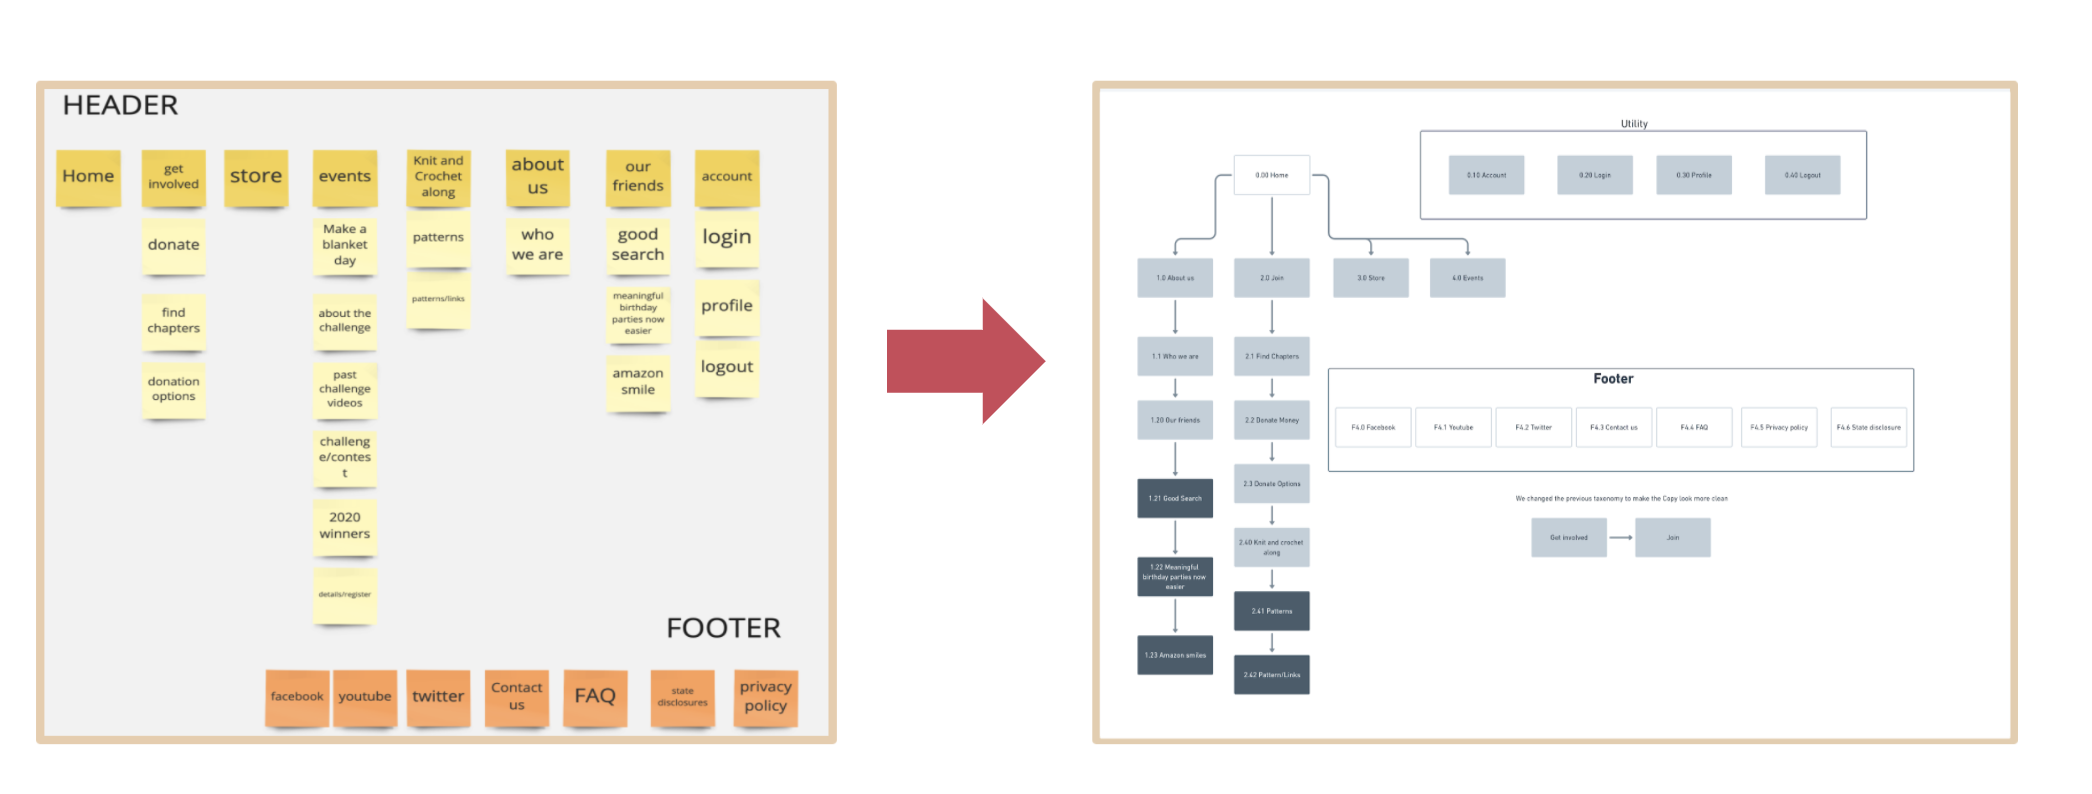 HEADER
Home
get
involved
store
events
Knit and
Crochet
along
about
us
our
friends
account
donate
Make a
blanket
day
patterns
who
we are
good
search
login
find
chapters
about the
challenge
patterns/links
meaningful
birthday
parties now
easier
profile
donation
options
past
challenge
videos
amazon
smile
logout
challeng
e/contes
t
2020
winners
details/register
FOOTER
facebook
youtube
twitter
Contact
us
FAQ
state
disclosures
privacy
policy
Utility
0.00 Home
0.10 Account
0.20 Login
0.30 Profile
0.40 Logout
1.0 About us
2.0 Join
3.0 Store
4.0 Events
1.1 Who we are
2.1 Find Chapters
1.20 Our friends
2.2 Donate Money
1.21 Good Search
2.3 Donate Options
1.22 Meaningful
birthday parties now
easier
2.40 Knit and crochet
along
1.23 Amazon smiles
2.41 Patterns
2.42 Pattern/Links
Footer
F4.0 Facebook
F4.1 Youtube
F4.2 Twitter
F4.3 Contact us
F4.4 FAQ
F4.5 Privacy policy
F4.6 State disclosure
We changed the previous taxonomy to make the Copy look more clean
Get involved
Join